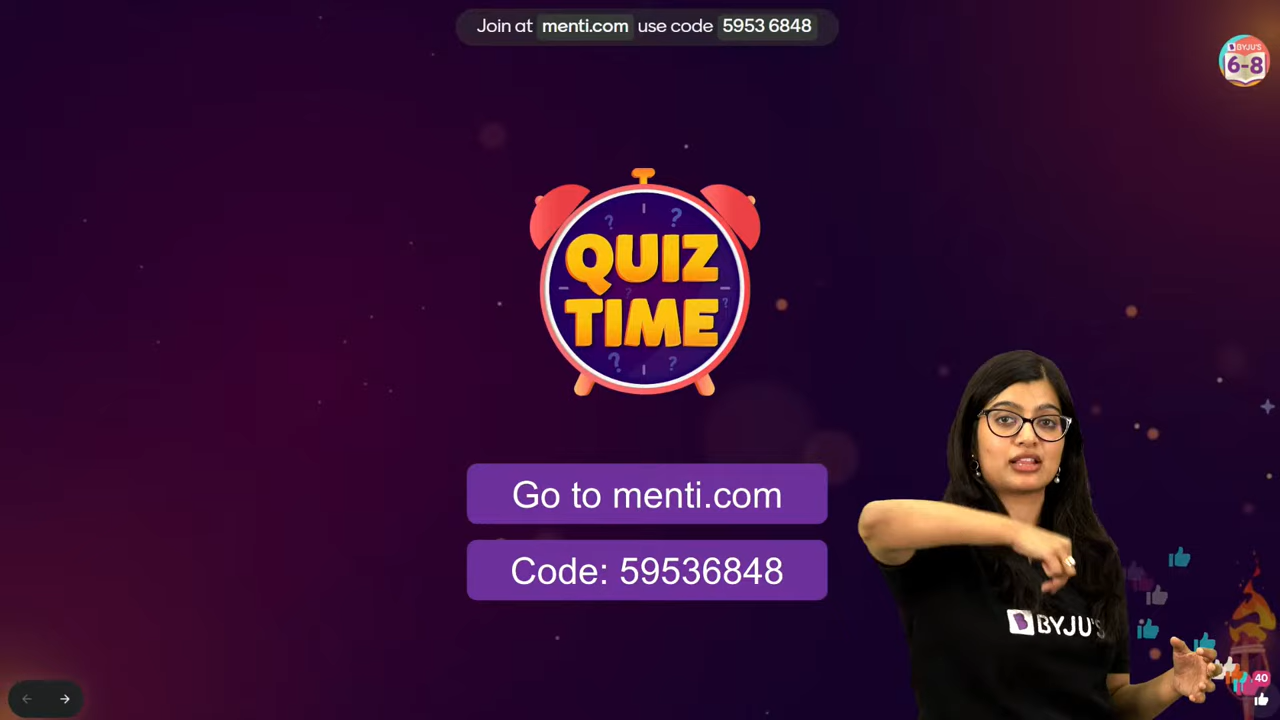 Join at menti.com use code 5953 6848
BYJU'S
6-8
QUIZ
TIME
Go to menti.com
Code: 59536848
BYJU'S
40